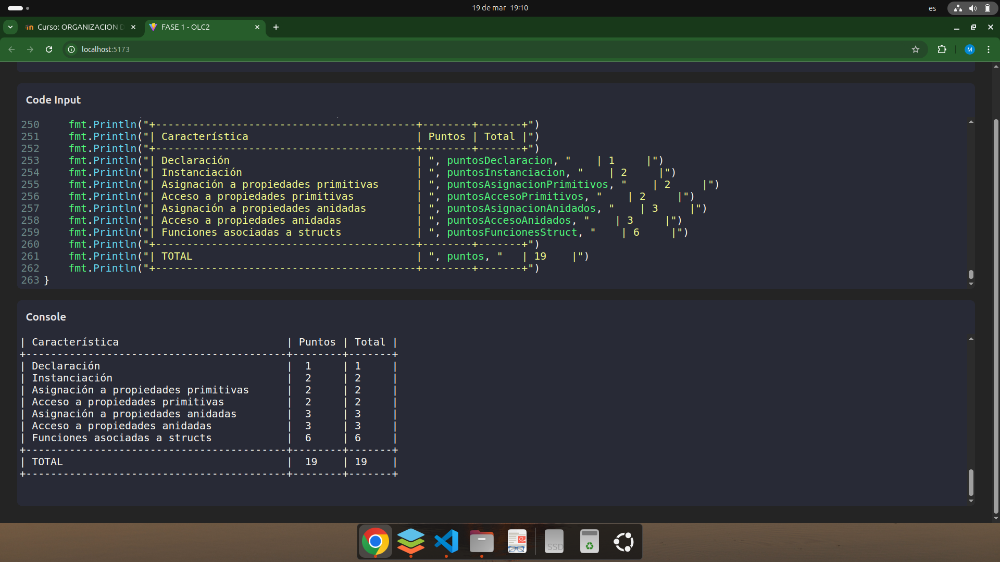 19 de mar 19:10
es
Curso: ORGANIZACION D
FASE 1 - OLC2
localhost:5173
M
Code Input
250 fmt.Println("+------------------------------------------+--------+-------+")
251 fmt.Println("| Característica                           | Puntos | Total |")
252 fmt.Println("+------------------------------------------+--------+-------+")
253 fmt.Println("| Declaración                              | ", puntosDeclaracion, "    | 1     |")
254 fmt.Println("| Instanciación                            | ", puntosInstanciacion, "    | 2     |")
255 fmt.Println("| Asignación a propiedades primitivas      | ", puntosAsignacionPrimitivos, "    | 2     |")
256 fmt.Println("| Acceso a propiedades primitivas          | ", puntosAccesoPrimitivos, "    | 2     |")
257 fmt.Println("| Asignación a propiedades anidadas        | ", puntosAsignacionAnidados, "    | 3     |")
258 fmt.Println("| Acceso a propiedades anidadas            | ", puntosAccesoAnidados, "    | 3     |")
259 fmt.Println("| Funciones asociadas a structs            | ", puntosFuncionesStruct, "    | 6     |")
260 fmt.Println("+------------------------------------------+--------+-------+")
261 fmt.Println("| TOTAL                                    | ", puntos, "   | 19    |")
262 fmt.Println("+------------------------------------------+--------+-------+")
263 }
Console
| Característica                           | Puntos | Total |
+------------------------------------------+--------+-------+
| Declaración                              |  1     | 1     |
| Instanciación                            |  2     | 2     |
| Asignación a propiedades primitivas      |  2     | 2     |
| Acceso a propiedades primitivas          |  2     | 2     |
| Asignación a propiedades anidadas        |  3     | 3     |
| Acceso a propiedades anidadas            |  3     | 3     |
| Funciones asociadas a structs            |  6     | 6     |
+------------------------------------------+--------+-------+
| TOTAL                                    |  19    | 19    |
+------------------------------------------+--------+-------+
SSD